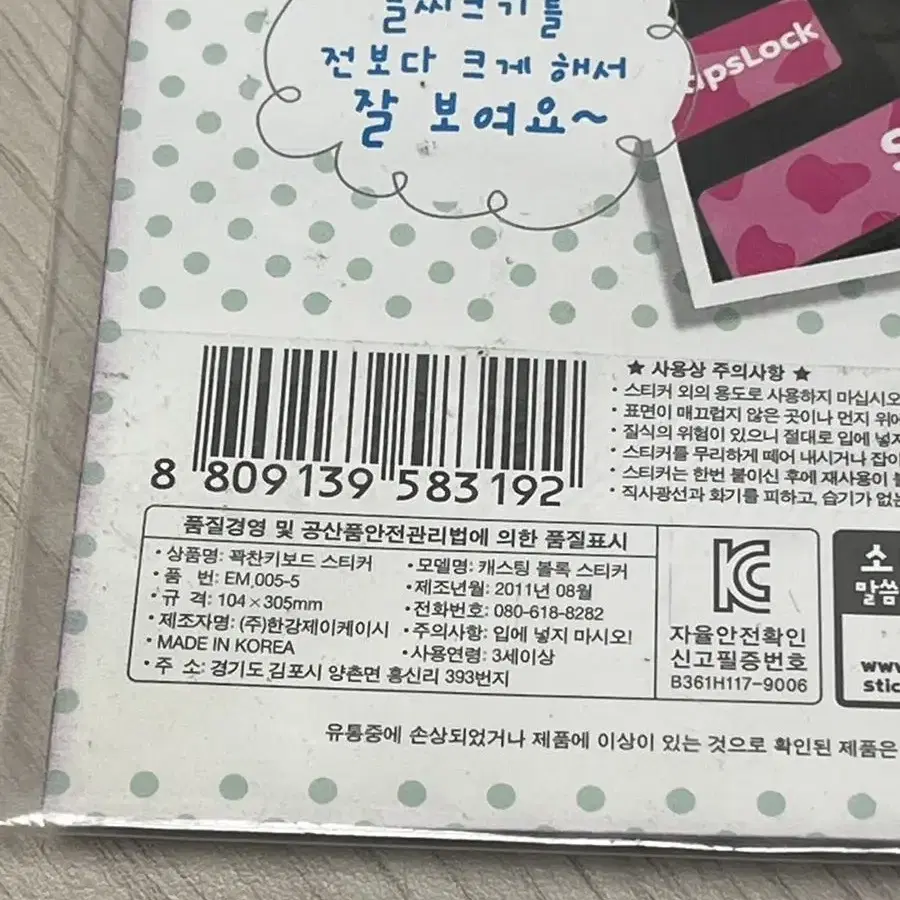 글씨크기를
전보다 크게 해서
잘 보여요~
apsLock
S
★ 사용상 주의사항 ★
• 스티커 외의 용도로 사용하지 마십시오
• 표면이 매끄럽지 않은 곳이나 먼지 위에
• 질식의 위험이 있으니 절대로 입에 넣지
• 스티커를 무리하게 떼어 내시거나 잡아
• 스티커는 한번 붙이신 후에 재사용이
• 직사광선과 화기를 피하고, 습기가 없는
8 809139 583192
품질경영 및 공산품안전관리법에 의한 품질표시
• 상품명: 꽉찬키보드 스티커
• 품 번: EM.005-5
• 규 격: 104×305mm
• 제조자명: (주)한강제이케이시
• MADE IN KOREA
• 주 소: 경기도 김포시 양촌면 흥신리 393번지
• 모델명: 캐스팅 볼록 스티커
• 제조년월: 2011년 08월
• 전화번호: 080-618-8282
• 주의사항: 입에 넣지 마시오!
• 사용연령: 3세이상
자율안전확인
신고필증번호
B361H117-9006
소
말씀
www
stic
유통중에 손상되었거나 제품에 이상이 있는 것으로 확인된 제품은